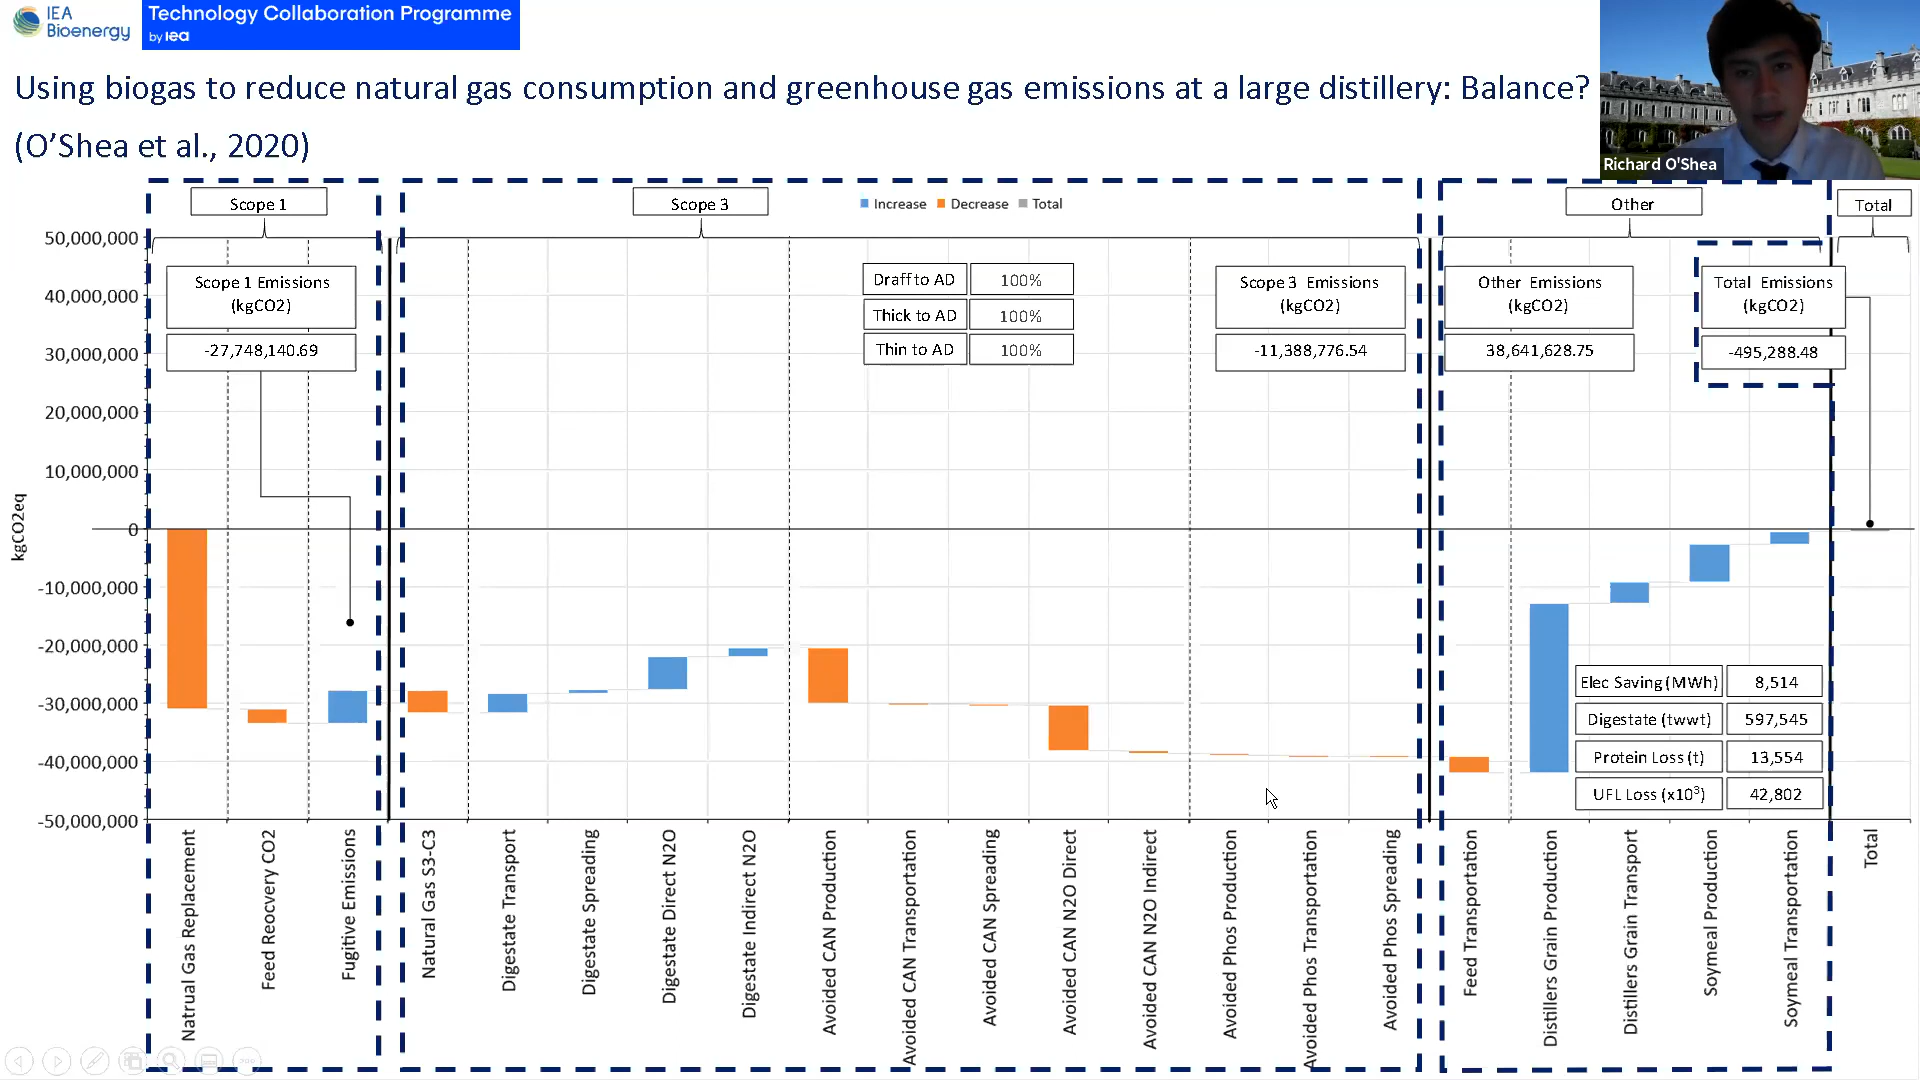 IEA
Bioenergy
Technology Collaboration Programme
by iea
Using biogas to reduce natural gas consumption and greenhouse gas emissions at a large distillery: Balance?
(O'Shea et al., 2020)
Richard O'Shea
Scope 1
Scope 3
Increase Decrease Total
Other
Total
50,000,000
40,000,000
30,000,000
20,000,000
10,000,000
0
-10,000,000
-20,000,000
-30,000,000
-40,000,000
-50,000,000
kgCO2eq
Scope 1 Emissions
(kgCO2)
-27,748,140.69
Draff to AD 100%
Thick to AD 100%
Thin to AD 100%
Scope 3 Emissions
(kgCO2)
-11,388,776.54
Other Emissions
(kgCO2)
38,641,628.75
Total Emissions
(kgCO2)
-495,288.48
Elec Saving (MWh) 8,514
Digestate (twwt) 597,545
Protein Loss (t) 13,554
UFL Loss (x10³) 42,802
Natrual Gas Replacement
Feed Reocvery CO2
Fugitive Emissions
Natural Gas S3-C3
Digestate Transport
Digestate Spreading
Digestate Direct N2O
Digestate Indirect N2O
Avoided CAN Production
Avoided CAN Transportation
Avoided CAN Spreading
Avoided CAN N2O Direct
Avoided CAN N2O Indirect
Avoided Phos Production
Avoided Phos Transportation
Avoided Phos Spreading
Feed Transportation
Distillers Grain Production
Distillers Grain Transport
Soymeal Production
Soymeal Transportation
Total